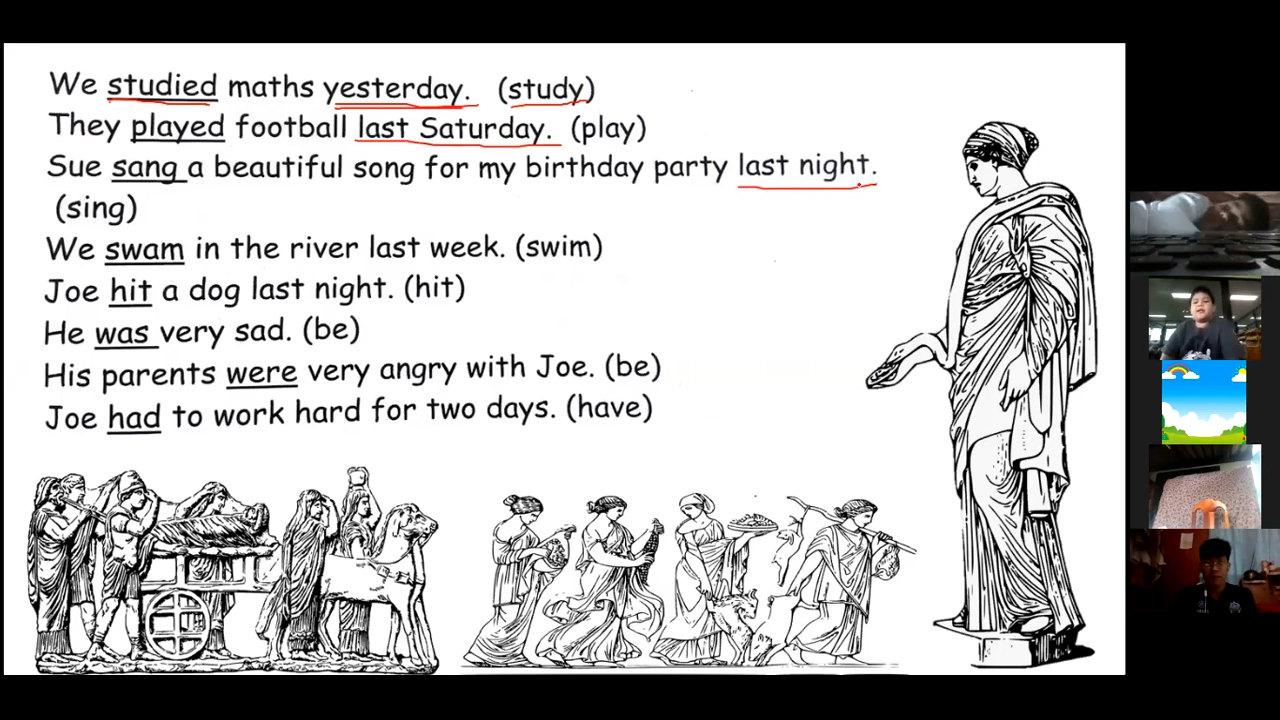 We studied maths yesterday. (study)
They played football last Saturday. (play)
Sue sang a beautiful song for my birthday party last night.
(sing)
We swam in the river last week. (swim)
Joe hit a dog last night. (hit)
He was very sad. (be)
His parents were very angry with Joe. (be)
Joe had to work hard for two days. (have)